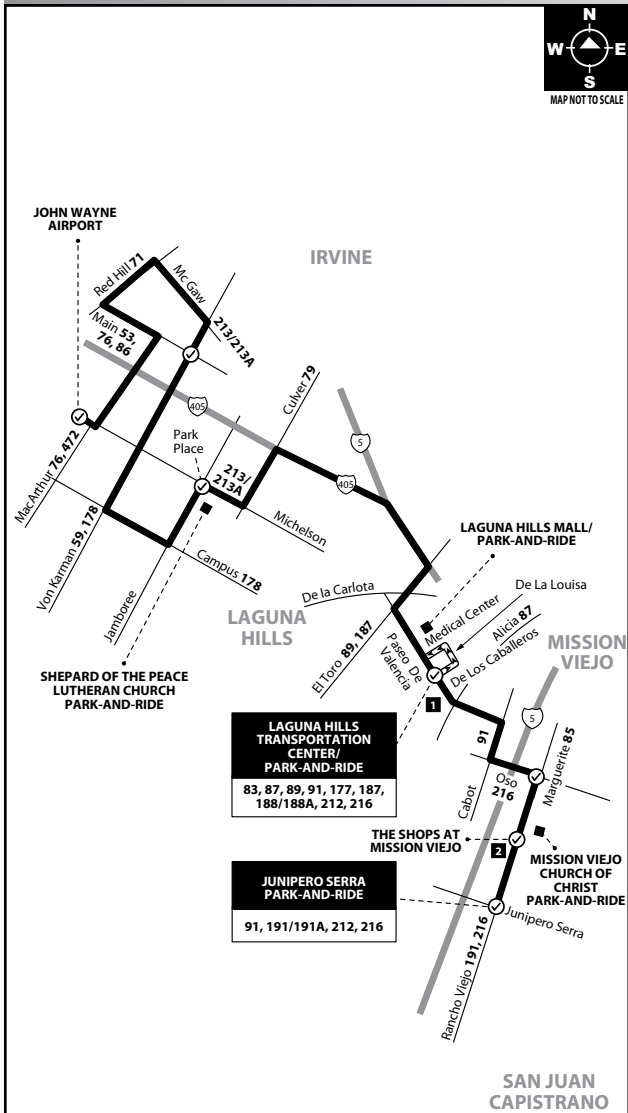 N
W E
S
MAP NOT TO SCALE
JOHN WAYNE
AIRPORT
IRVINE
Red Hill 71
Mc Gaw
Main 53,
76, 86
213/213A
405
Culver 79
5
Park
Place
213/
213A
405
MacArthur 76, 472
Michelson
Von Karman 59, 178
Campus 178
Jamboree
LAGUNA HILLS MALL/
PARK-AND-RIDE
De la Carlota
De La Louisa
Medical Center
Alicia 87
LAGUNA
HILLS
El Toro 89, 187
Paseo De
Valencia
De Los Caballeros
MISSION
VIEJO
SHEPARD OF THE PEACE
LUTHERAN CHURCH
PARK-AND-RIDE
1
5
LAGUNA HILLS
TRANSPORTATION
CENTER/
PARK-AND-RIDE
83, 87, 89, 91, 177, 187,
188/188A, 212, 216
91
Marguerite 85
Oso
216
Cabot
THE SHOPS AT
MISSION VIEJO
2
MISSION VIEJO
CHURCH OF
CHRIST
PARK-AND-RIDE
JUNIPERO SERRA
PARK-AND-RIDE
91, 191/191A, 212, 216
Junipero Serra
Rancho Viejo 191, 216
SAN JUAN
CAPISTRANO